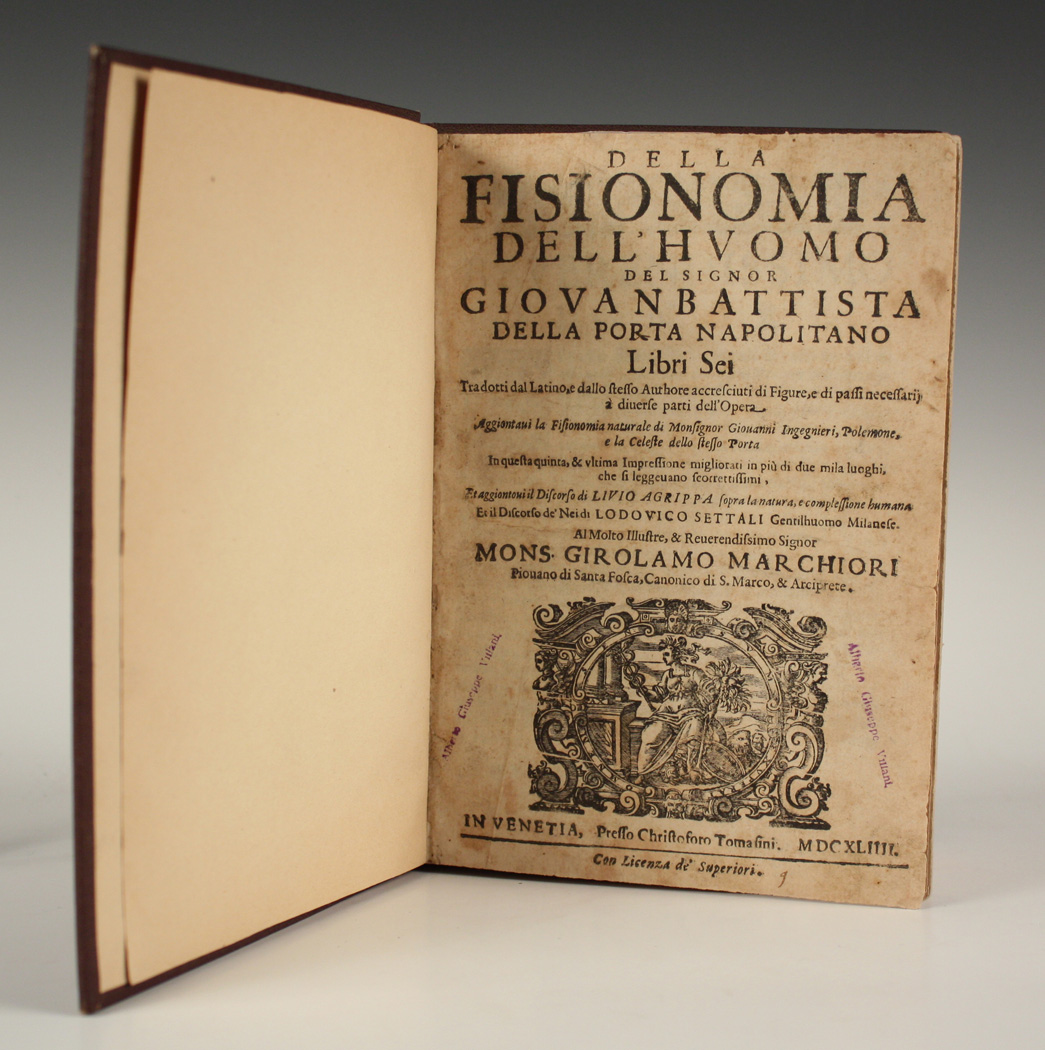 DELLA
FISIONOMIA
DELL'HVOMO
DEL SIGNOR
GIOVANBATTISTA
DELLA PORTA NAPOLITANO
Libri Sei
Tradotti dal Latino, e dallo ſteſſo Authore accreſciuti di Figure, e di paſſi neceſſarij
à diuerſe parti dell'Opera.
Aggiontaui la Fiſionomia naturale di Monſignor Giouanni Ingegnieri, Polemone,
e la Celeſte dello ſteſſo Porta
In queſta quinta, & vltima Impreſſione migliorati in più di due mila luoghi,
che ſi leggeuano ſcorrettiſſimi,
Et aggiontoui il Diſcorſo di LIVIO AGRIPPA ſopra la natura, e compleſſione humana
Et il Diſcorſo de' Nei di LODOVICO SETTALI Gentilhuomo Milaneſe.
Al Molto Illuſtre, & Reuerendiſſimo Signor
MONS. GIROLAMO MARCHIORI
Piouano di Santa Foſca, Canonico di S. Marco, & Arciprete.
Alberto Giuseppe Villani
Alberto Giuseppe Villani
IN VENETIA, Preſſo Chriſtoforo Tomaſini. MDCXLIIII.
Con Licenza de' Superiori.